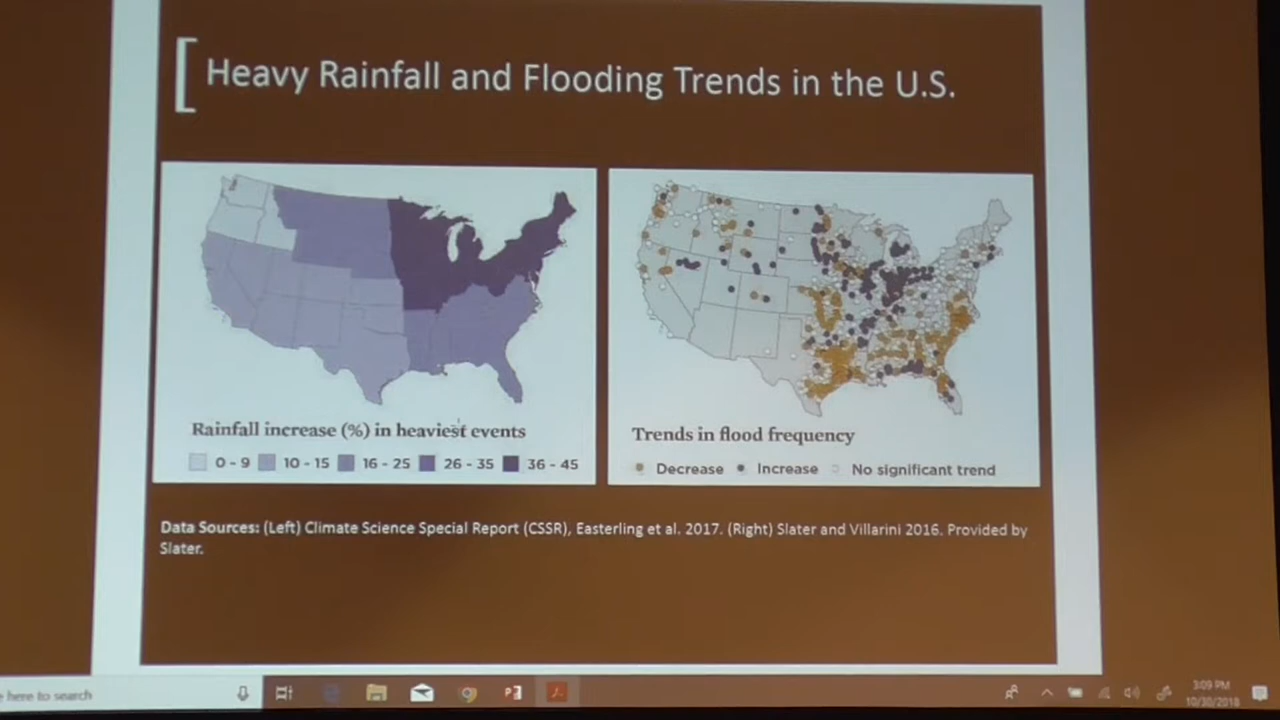 Heavy Rainfall and Flooding Trends in the U.S.
Rainfall increase (%) in heaviest events
0 - 9 10 - 15 16 - 25 26 - 35 36 - 45
Trends in flood frequency
Decrease Increase No significant trend
Data Sources: (Left) Climate Science Special Report (CSSR), Easterling et al. 2017. (Right) Slater and Villarini 2016. Provided by
Slater.
here to search
3:09 PM
10/30/2018